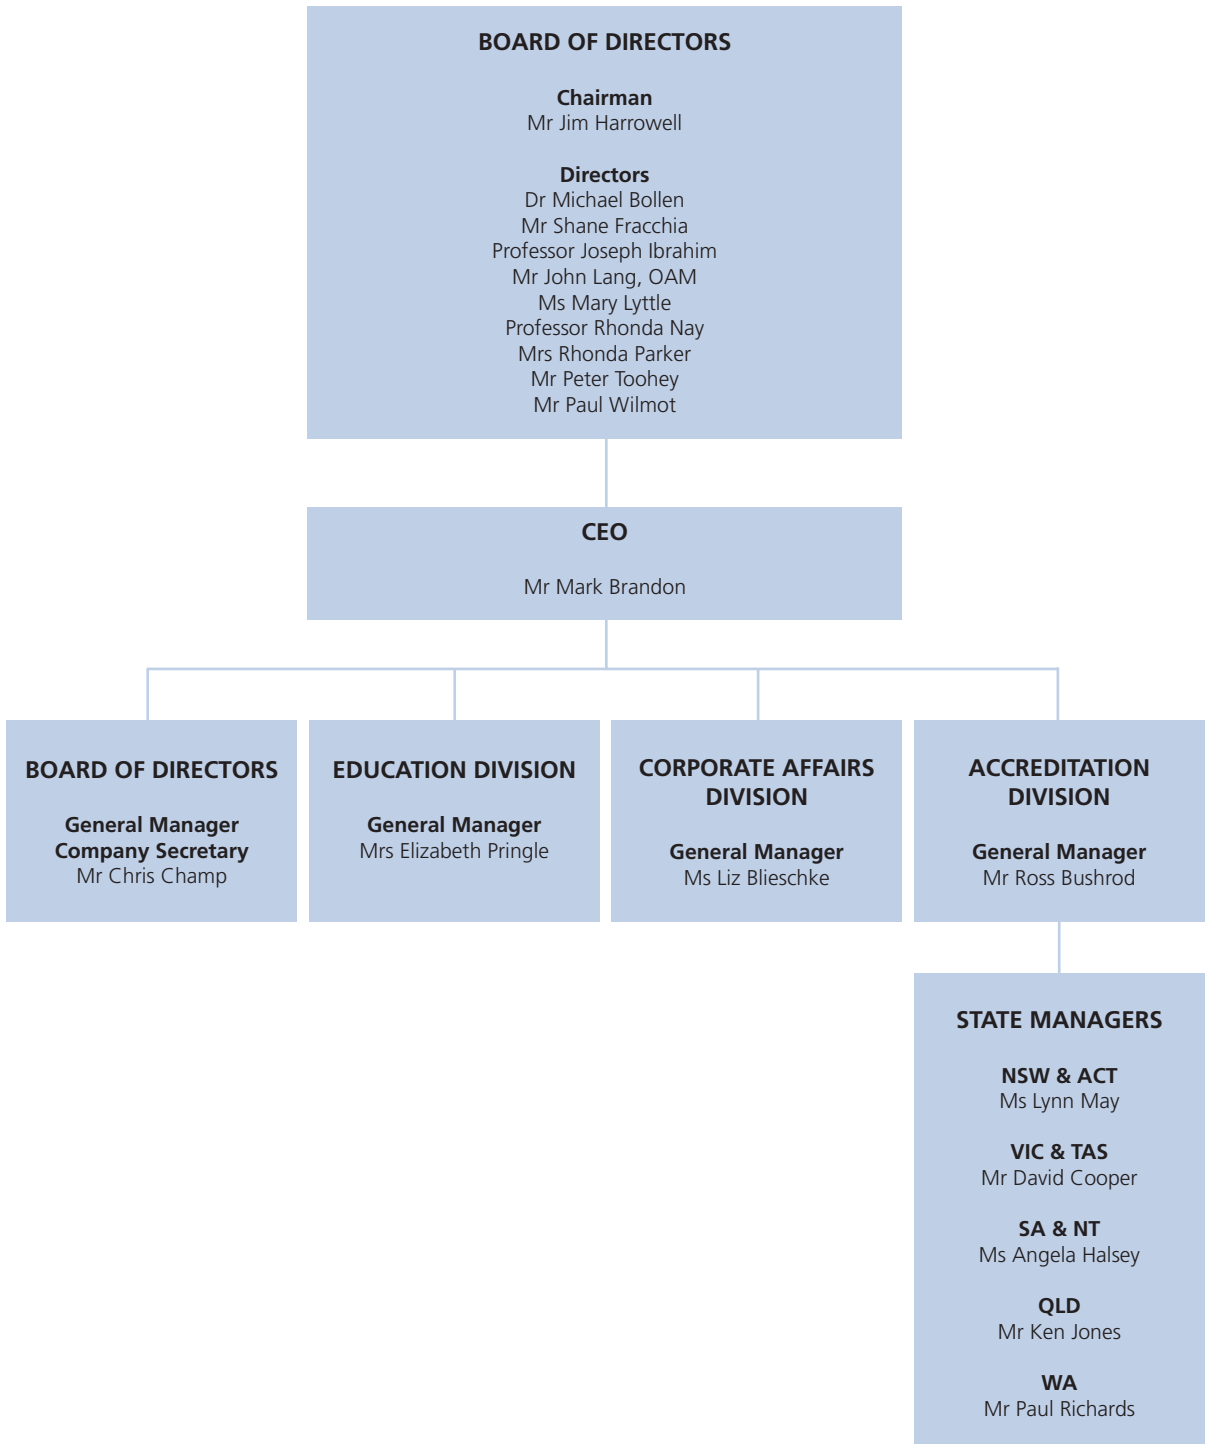 BOARD OF DIRECTORS
Chairman
Mr Jim Harrowell
Directors
Dr Michael Bollen
Mr Shane Fracchia
Professor Joseph Ibrahim
Mr John Lang, OAM
Ms Mary Lyttle
Professor Rhonda Nay
Mrs Rhonda Parker
Mr Peter Toohey
Mr Paul Wilmot
CEO
Mr Mark Brandon
BOARD OF DIRECTORS
General Manager
Company Secretary
Mr Chris Champ
EDUCATION DIVISION
General Manager
Mrs Elizabeth Pringle
CORPORATE AFFAIRS
DIVISION
General Manager
Ms Liz Blieschke
ACCREDITATION
DIVISION
General Manager
Mr Ross Bushrod
STATE MANAGERS
NSW & ACT
Ms Lynn May
VIC & TAS
Mr David Cooper
SA & NT
Ms Angela Halsey
QLD
Mr Ken Jones
WA
Mr Paul Richards